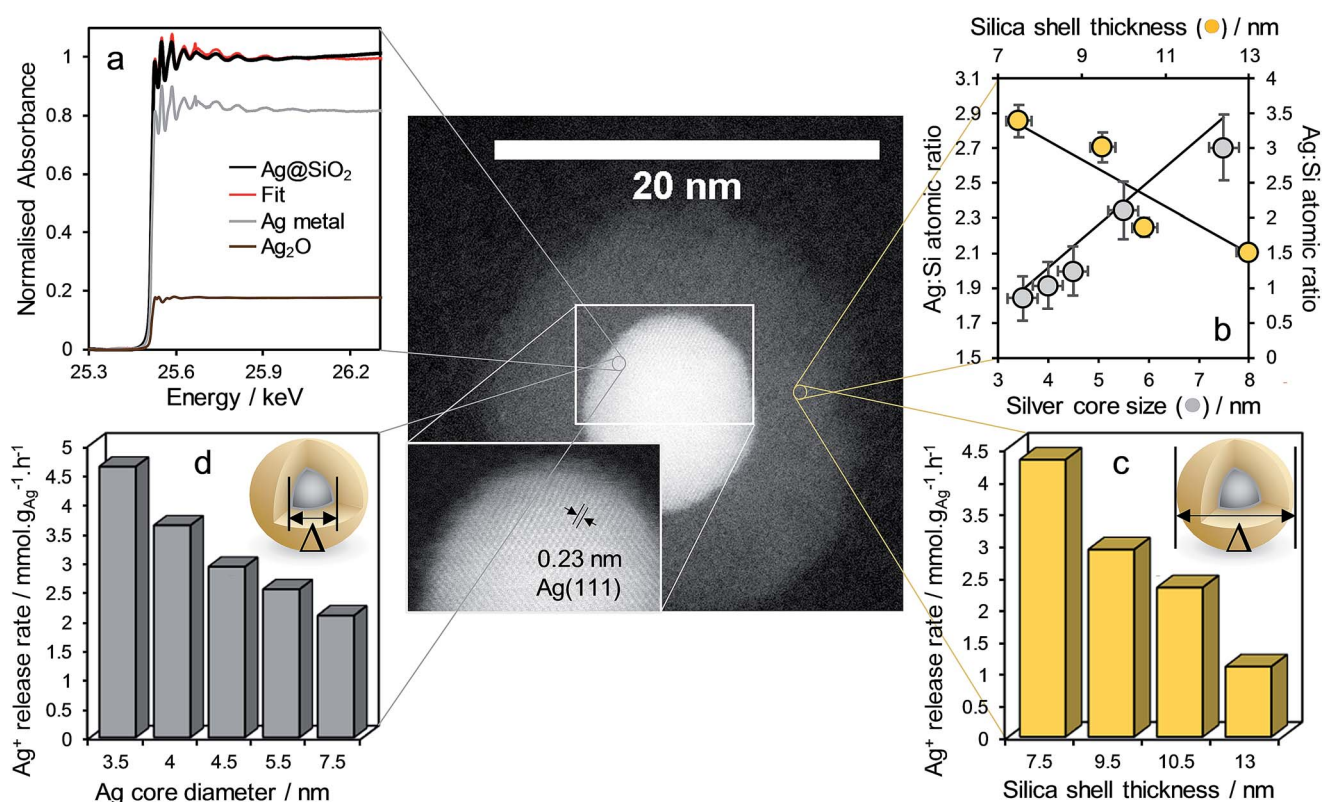 a
Normalised Absorbance
1
0.8
0.6
0.4
0.2
0
Ag@SiO₂
Fit
Ag metal
Ag₂O
25.3 25.6 25.9 26.2
Energy / keV
20 nm
0.23 nm
Ag(111)
Silica shell thickness ( ) / nm
7 9 11 13
Ag:Si atomic ratio
3.1
2.9
2.7
2.5
2.3
2.1
1.9
1.7
1.5
4
3.5
3
2.5
2
1.5
1
0.5
0
Ag:Si atomic ratio
b
3 4 5 6 7 8
Silver core size ( ) / nm
d
Ag⁺ release rate / mmol.g_Ag⁻¹.h⁻¹
5
4.5
4
3.5
3
2.5
2
1.5
1
0.5
0
Δ
3.5 4 4.5 5.5 7.5
Ag core diameter / nm
c
Ag⁺ release rate / mmol.g_Ag⁻¹.h⁻¹
4.5
4
3.5
3
2.5
2
1.5
1
0.5
0
Δ
7.5 9.5 10.5 13
Silica shell thickness / nm